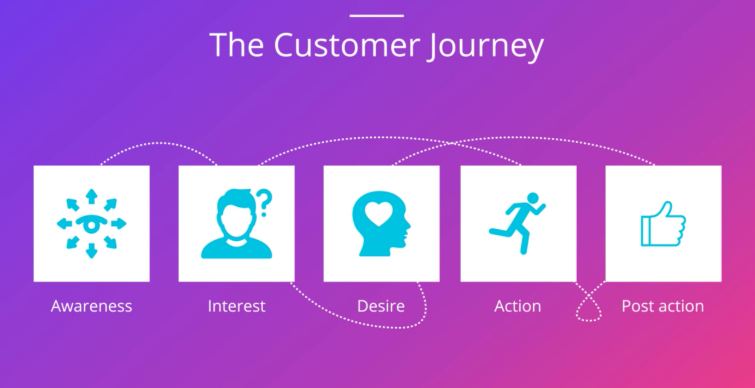 The Customer Journey
Awareness
Interest
Desire
Action
Post action